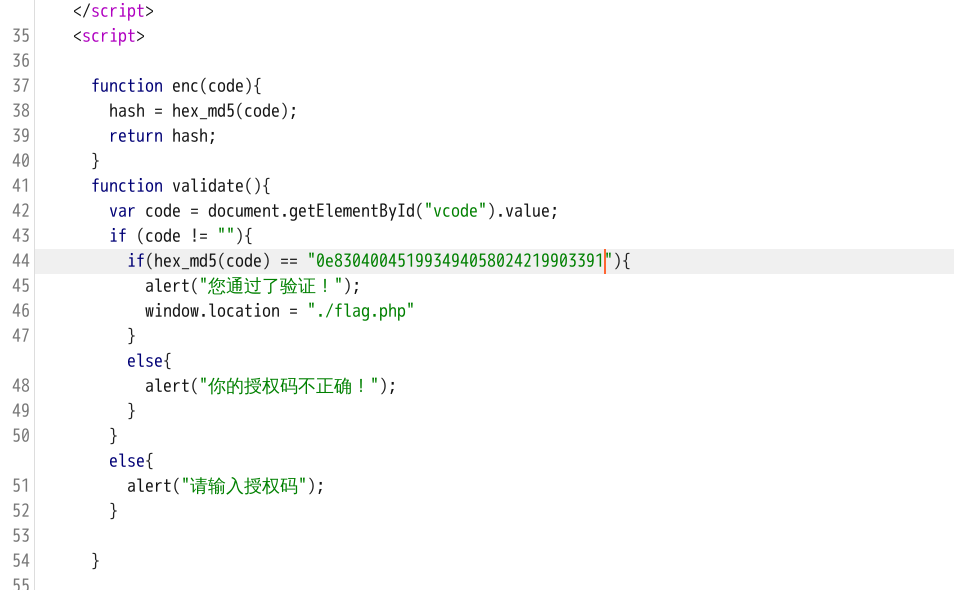 </script>
35 <script>
36
37 function enc(code){
38 hash = hex_md5(code);
39 return hash;
40 }
41 function validate(){
42 var code = document.getElementById("vcode").value;
43 if (code != ""){
44 if(hex_md5(code) == "0e830400451993494058024219903391"){
45 alert("您通过了验证！");
46 window.location = "./flag.php"
47 }
else{
48 alert("你的授权码不正确！");
49 }
50 }
else{
51 alert("请输入授权码");
52 }
53
54 }
55